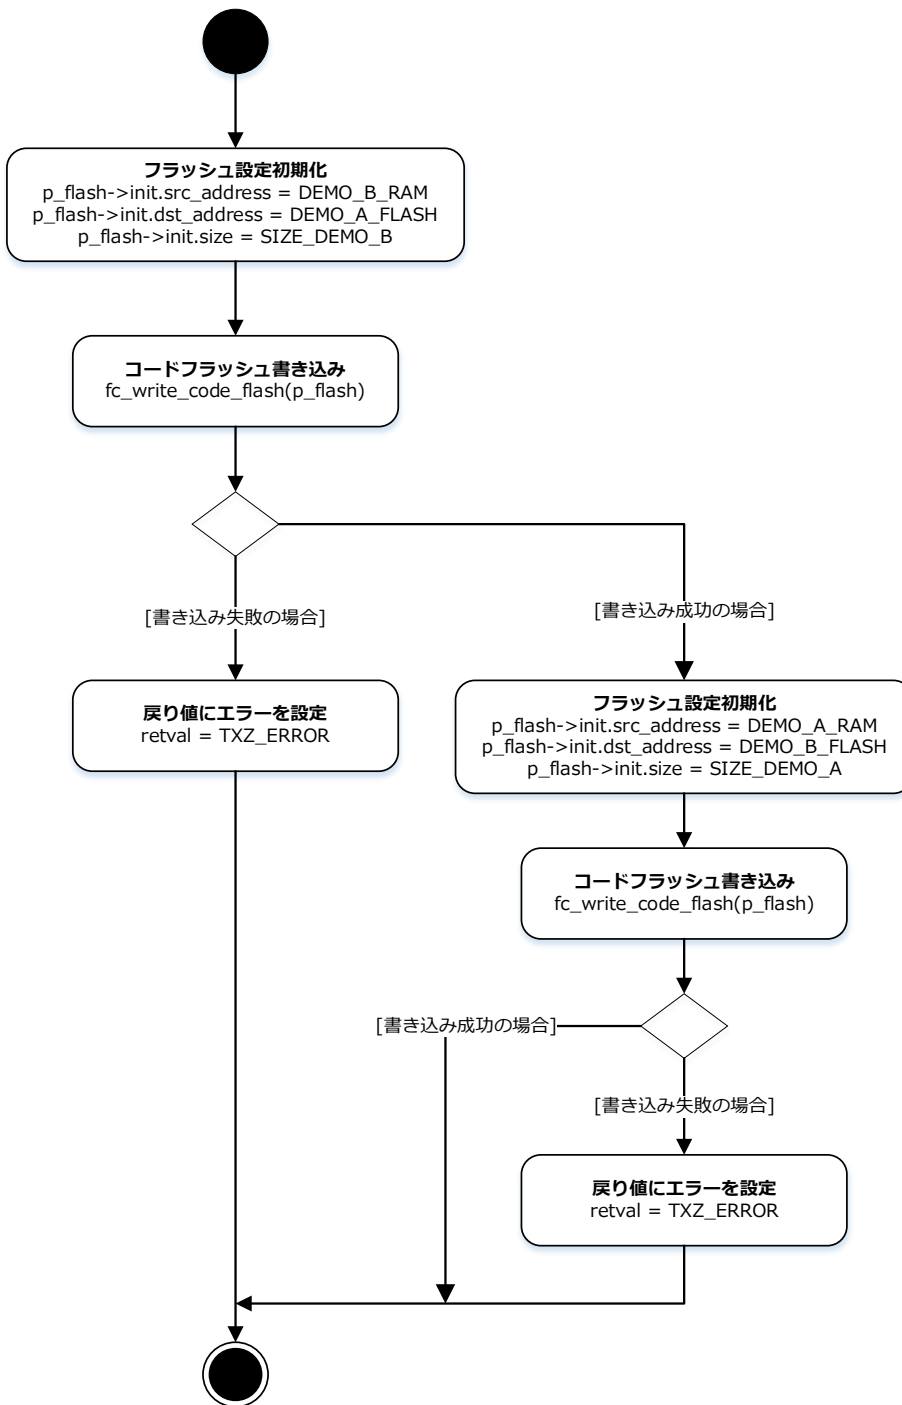 フラッシュ設定初期化
p_flash->init.src_address = DEMO_B_RAM
p_flash->init.dst_address = DEMO_A_FLASH
p_flash->init.size = SIZE_DEMO_B
コードフラッシュ書き込み
fc_write_code_flash(p_flash)
[書き込み失敗の場合]
[書き込み成功の場合]
戻り値にエラーを設定
retval = TXZ_ERROR
フラッシュ設定初期化
p_flash->init.src_address = DEMO_A_RAM
p_flash->init.dst_address = DEMO_B_FLASH
p_flash->init.size = SIZE_DEMO_A
コードフラッシュ書き込み
fc_write_code_flash(p_flash)
[書き込み成功の場合]
[書き込み失敗の場合]
戻り値にエラーを設定
retval = TXZ_ERROR